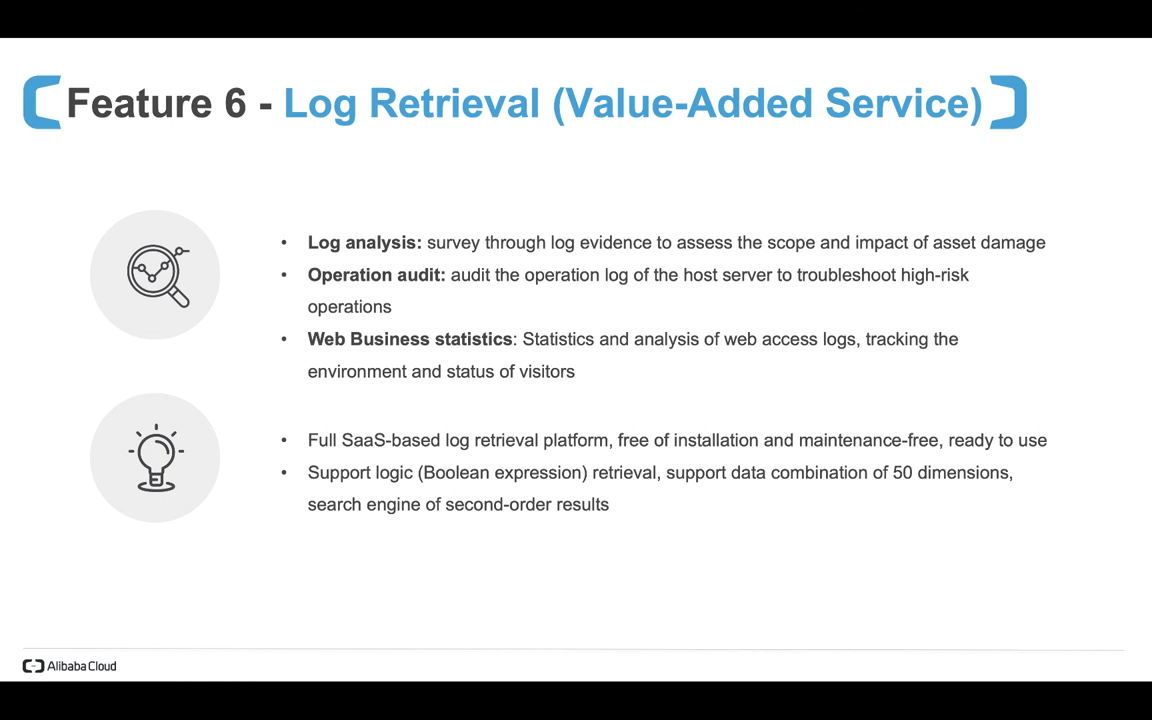 Feature 6 - Log Retrieval (Value-Added Service)
• Log analysis: survey through log evidence to assess the scope and impact of asset damage
• Operation audit: audit the operation log of the host server to troubleshoot high-risk
operations
• Web Business statistics: Statistics and analysis of web access logs, tracking the
environment and status of visitors
• Full SaaS-based log retrieval platform, free of installation and maintenance-free, ready to use
• Support logic (Boolean expression) retrieval, support data combination of 50 dimensions,
search engine of second-order results
Alibaba Cloud